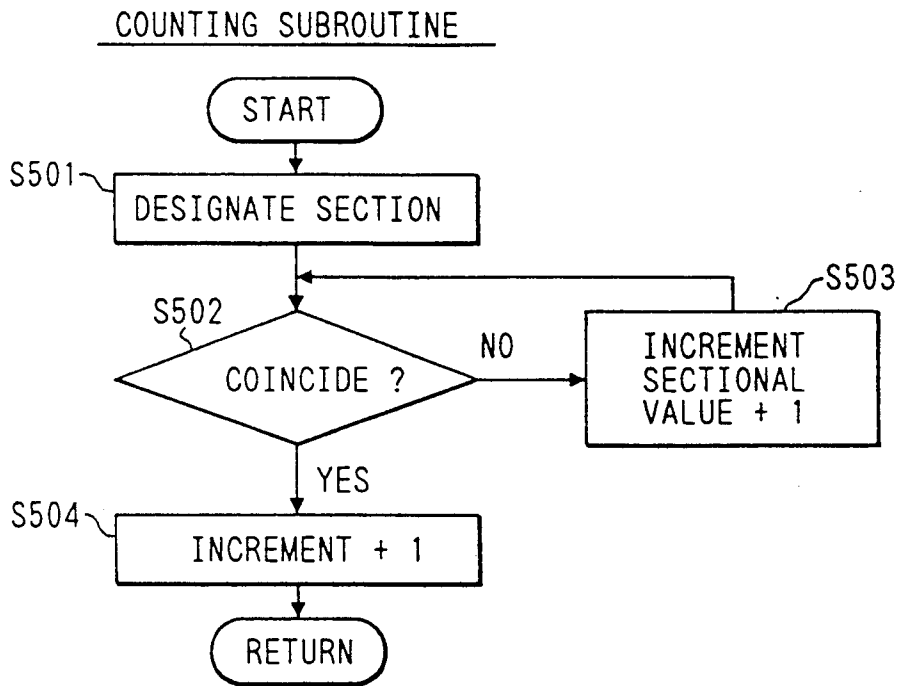 COUNTING SUBROUTINE
START
S501
DESIGNATE SECTION
S502
COINCIDE ?
NO
S503
INCREMENT
SECTIONAL
VALUE + 1
YES
S504
INCREMENT + 1
RETURN